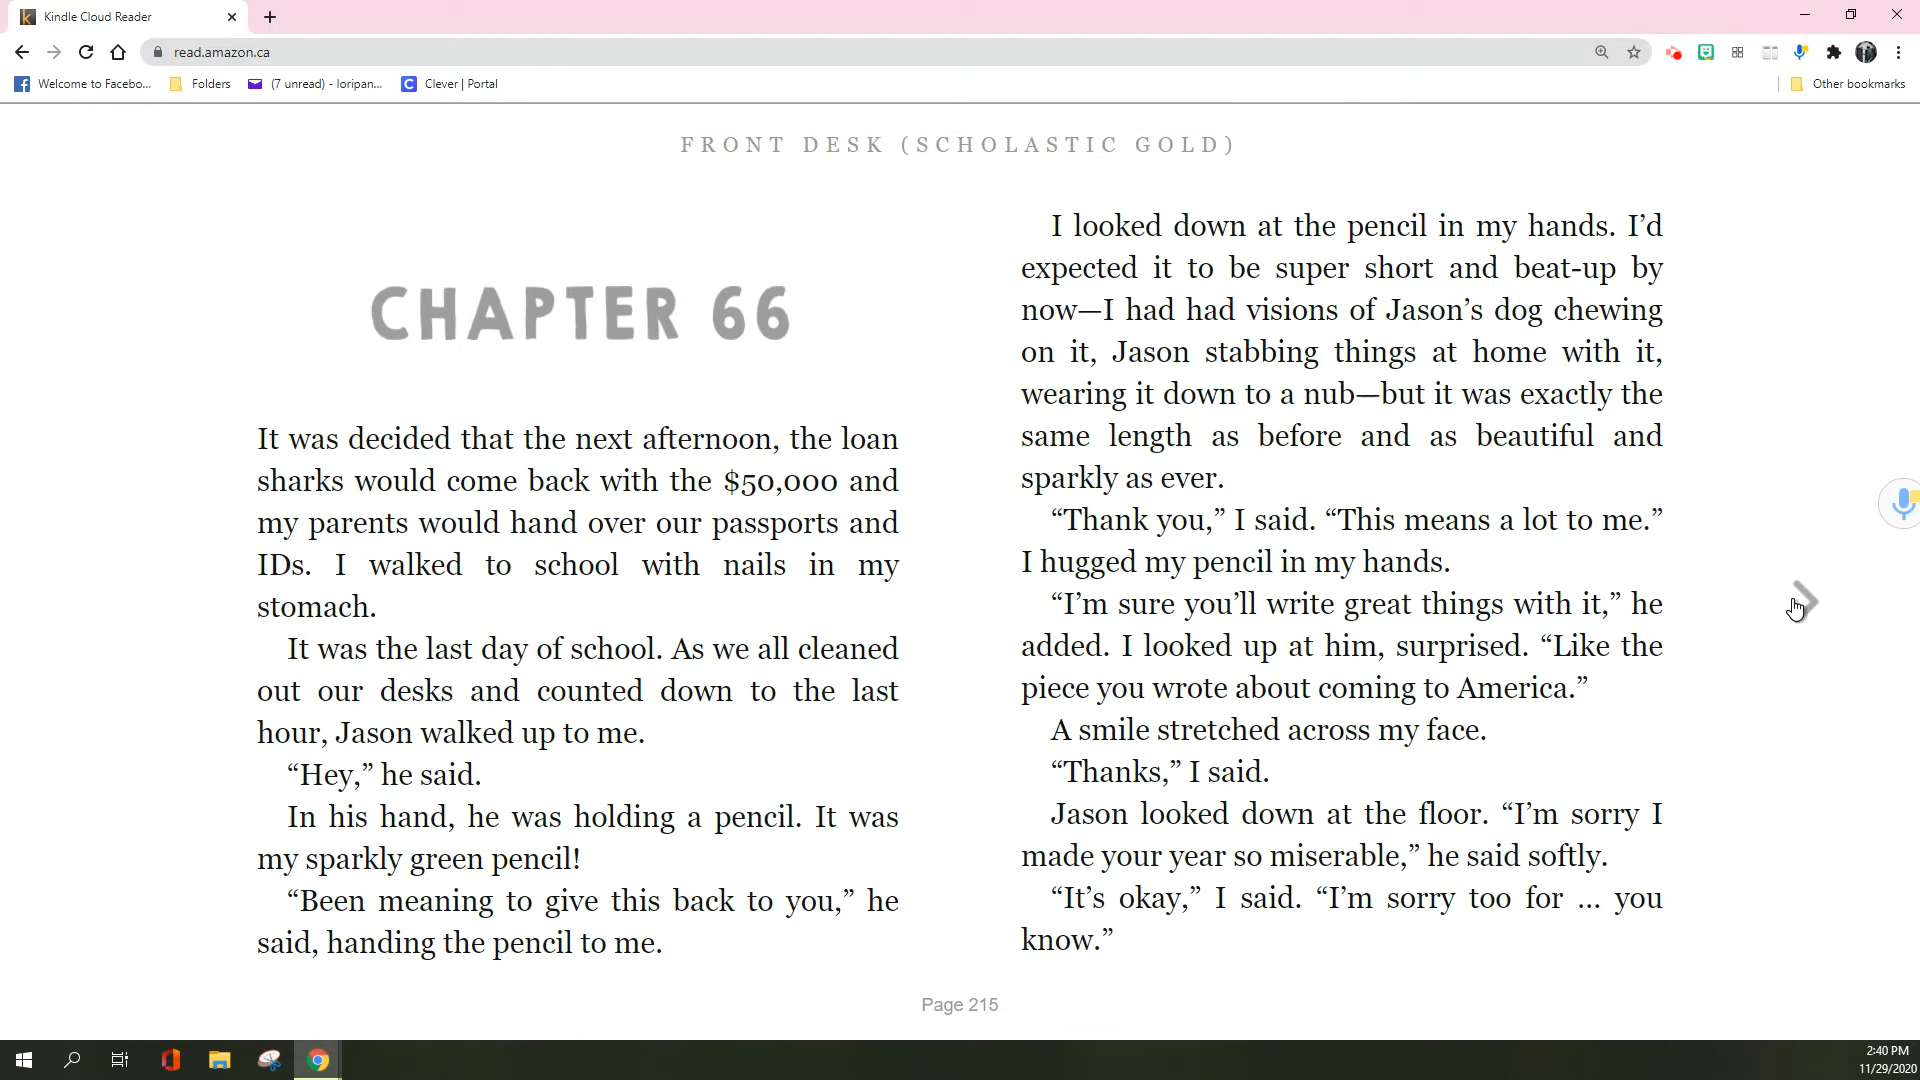 Kindle Cloud Reader
read.amazon.ca
Welcome to Facebo...
Folders
(7 unread) - loripan...
Clever | Portal
Other bookmarks
FRONT DESK (SCHOLASTIC GOLD)
CHAPTER 66
It was decided that the next afternoon, the loan
sharks would come back with the $50,000 and
my parents would hand over our passports and
IDs. I walked to school with nails in my
stomach.
It was the last day of school. As we all cleaned
out our desks and counted down to the last
hour, Jason walked up to me.
“Hey,” he said.
In his hand, he was holding a pencil. It was
my sparkly green pencil!
“Been meaning to give this back to you,” he
said, handing the pencil to me.
I looked down at the pencil in my hands. I’d
expected it to be super short and beat-up by
now—I had had visions of Jason’s dog chewing
on it, Jason stabbing things at home with it,
wearing it down to a nub—but it was exactly the
same length as before and as beautiful and
sparkly as ever.
“Thank you,” I said. “This means a lot to me.”
I hugged my pencil in my hands.
“I’m sure you’ll write great things with it,” he
added. I looked up at him, surprised. “Like the
piece you wrote about coming to America.”
A smile stretched across my face.
“Thanks,” I said.
Jason looked down at the floor. “I’m sorry I
made your year so miserable,” he said softly.
“It’s okay,” I said. “I’m sorry too for ... you
know.”
Page 215
2:40 PM
11/29/2020